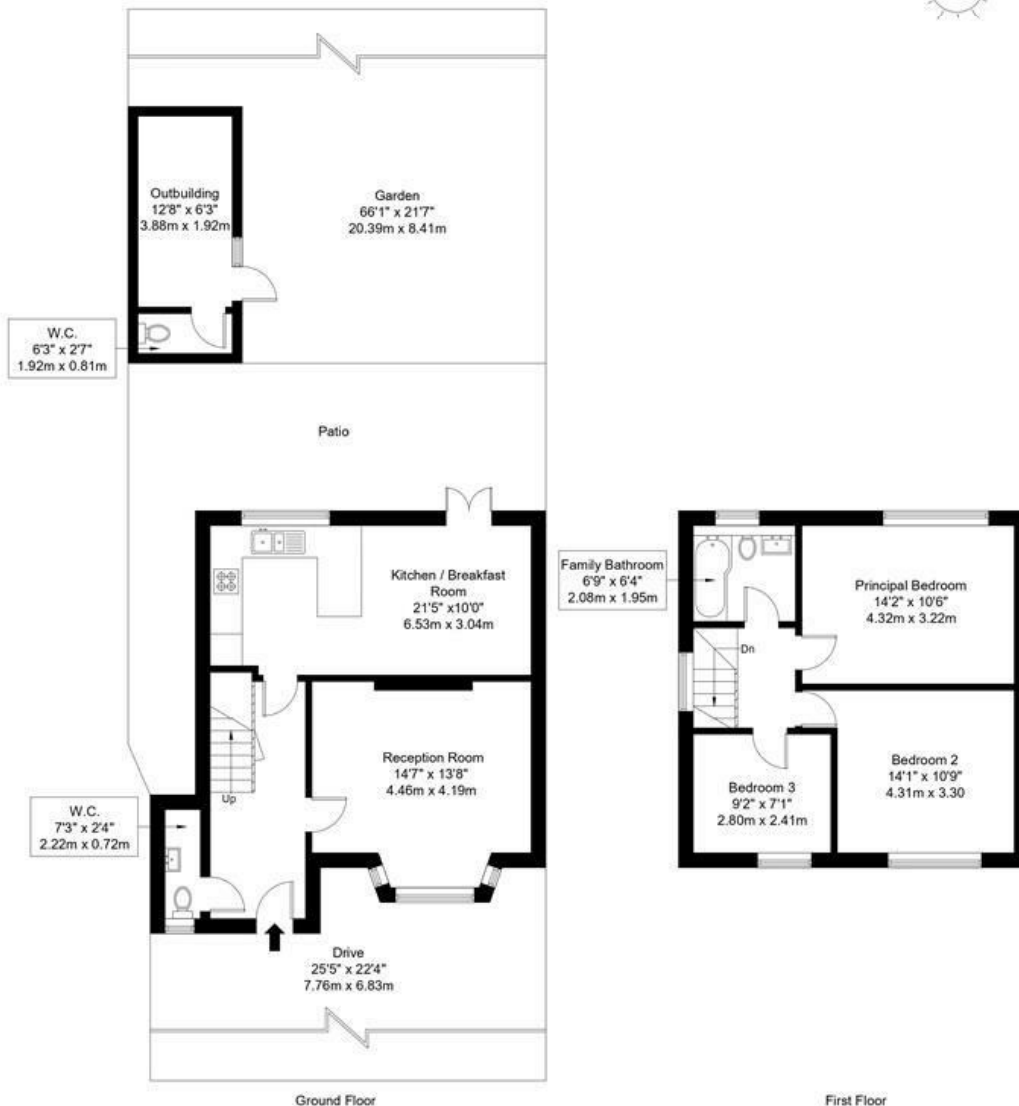 Outbuilding
12'8" x 6'3"
3.88m x 1.92m
Garden
66'1" x 21'7"
20.39m x 8.41m
W.C.
6'3" x 2'7"
1.92m x 0.81m
Patio
Kitchen / Breakfast
Room
21'5" x10'0"
6.53m x 3.04m
Reception Room
14'7" x 13'8"
4.46m x 4.19m
Up
W.C.
7'3" x 2'4"
2.22m x 0.72m
Drive
25'5" x 22'4"
7.76m x 6.83m
Ground Floor
Family Bathroom
6'9" x 6'4"
2.08m x 1.95m
Principal Bedroom
14'2" x 10'6"
4.32m x 3.22m
Dn
Bedroom 2
14'1" x 10'9"
4.31m x 3.30
Bedroom 3
9'2" x 7'1"
2.80m x 2.41m
First Floor